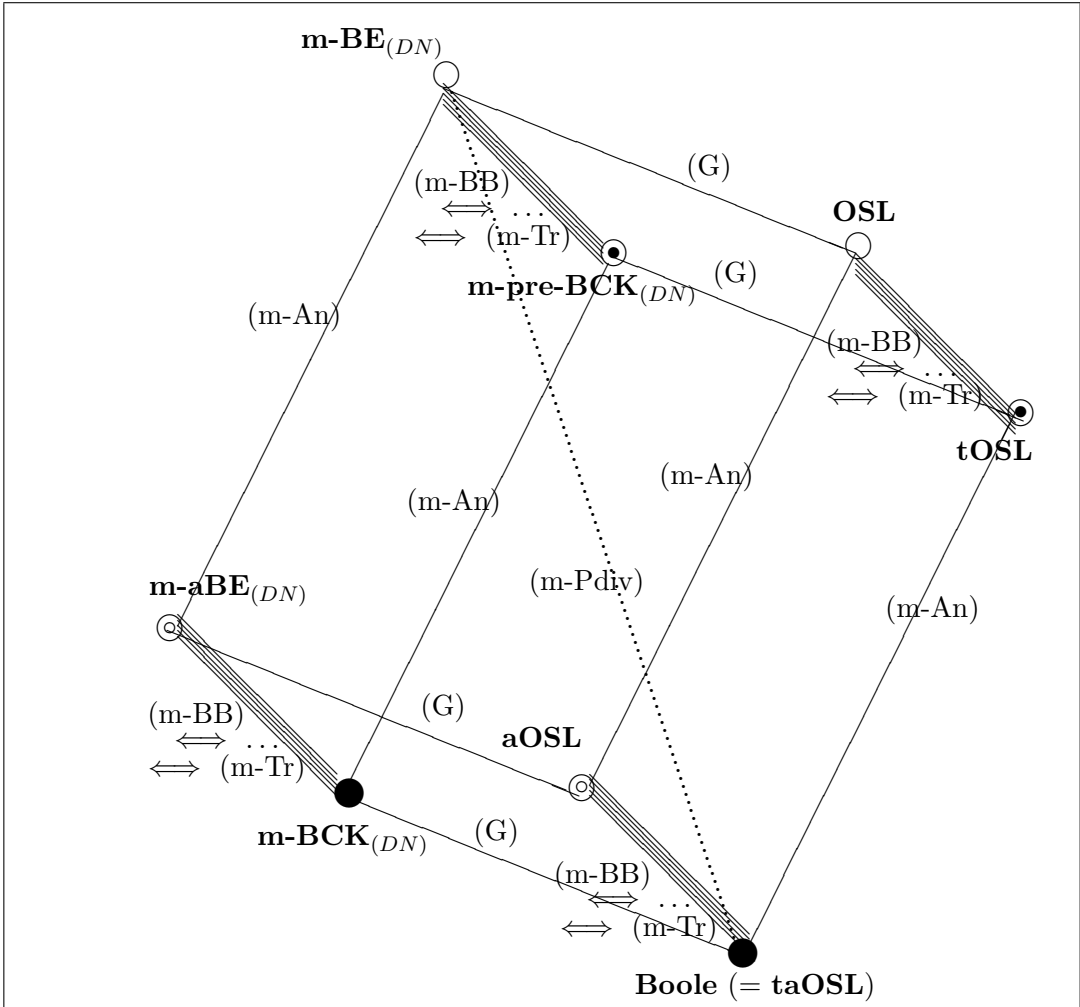 m-BE(DN)
(G)
(m-BB)
⟺ ...
⟺ (m-Tr)
OSL
(G)
m-pre-BCK(DN)
(m-An)
(m-BB)
⟺ ...
⟺ (m-Tr)
tOSL
(m-An)
(m-An)
(m-Pdiv)
m-aBE(DN)
(m-An)
(m-BB)
⟺ ...
⟺ (m-Tr)
(G)
aOSL
m-BCK(DN)
(G)
(m-BB)
⟺ ...
⟺ (m-Tr)
Boole (= taOSL)